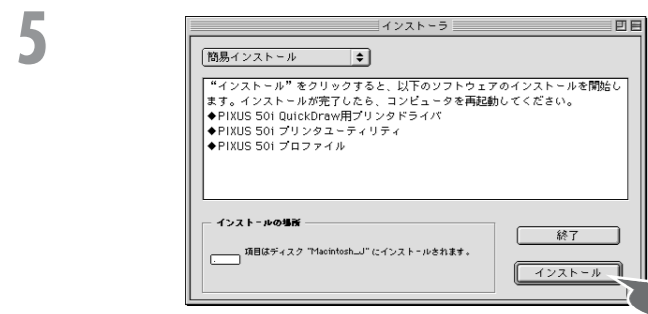 5
インストーラ
簡易インストール
“インストール”をクリックすると、以下のソフトウェアのインストールを開始し
ます。インストールが完了したら、コンピュータを再起動してください。
◆PIXUS 50i QuickDraw用プリンタドライバ
◆PIXUS 50i プリンタユーティリティ
◆PIXUS 50i プロファイル
インストールの場所
項目はディスク “Macintosh_J” にインストールされます。
終了
インストール